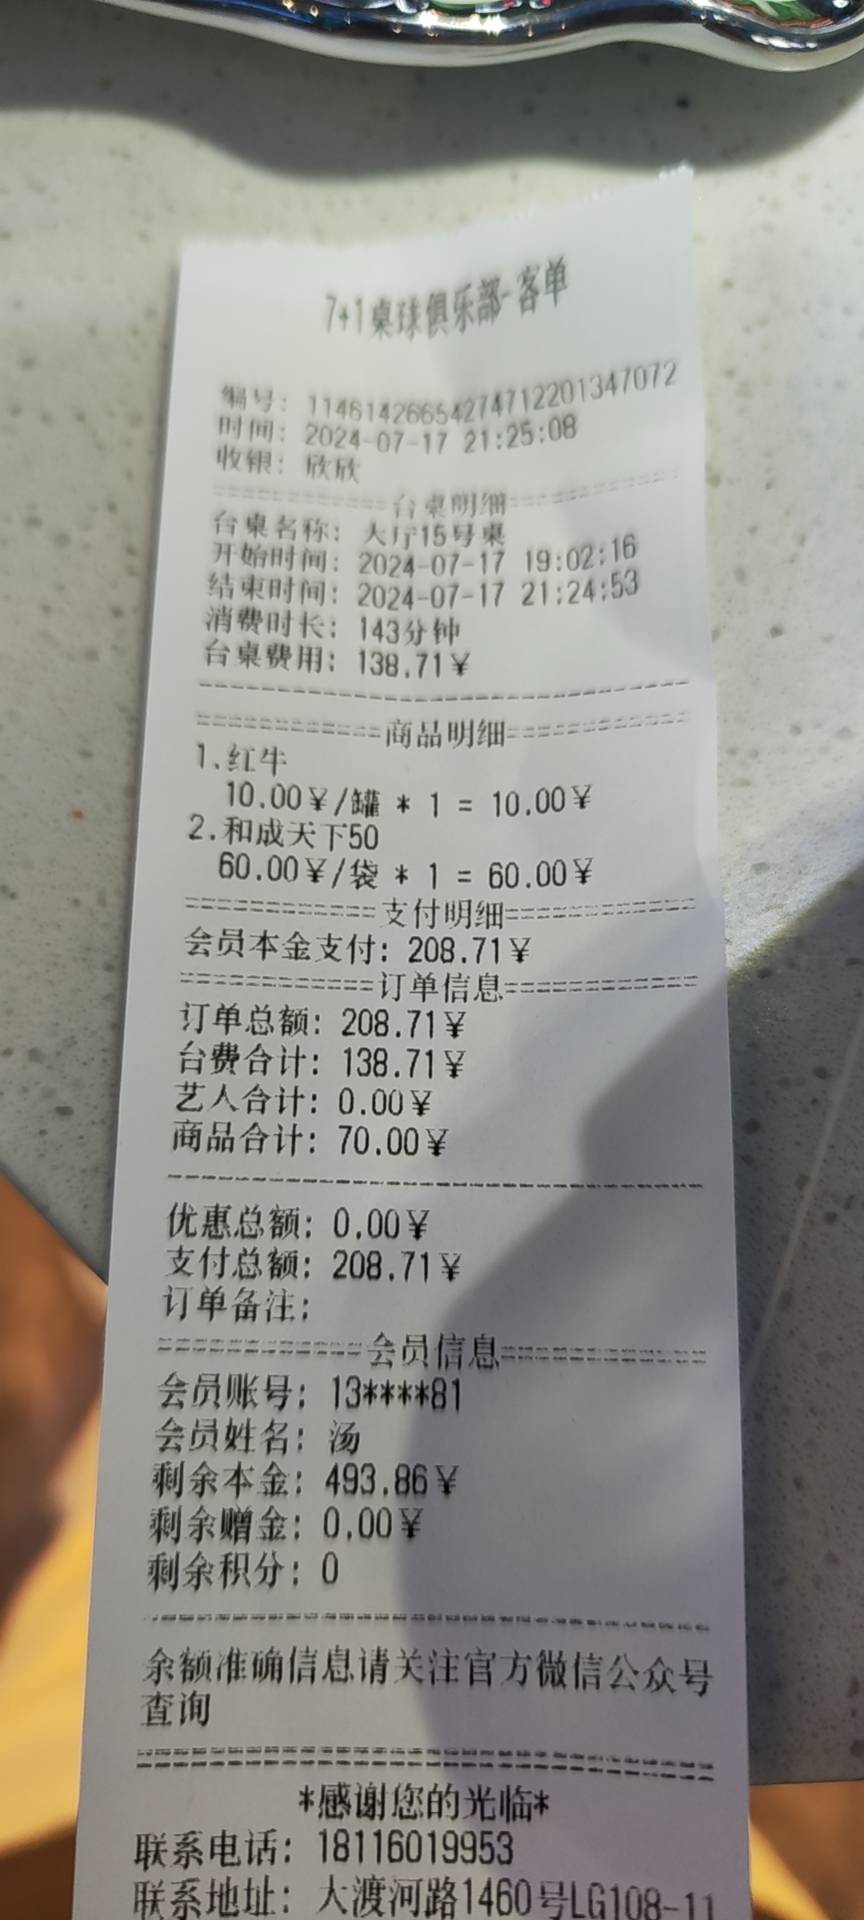 7+1桌球俱乐部-客单
编号: 1146142665427471220134707​2
时间: 2024-07-17 21:25:08
收银: 欣欣
============台桌明细============
台桌名称: 大厅15号桌
开始时间: 2024-07-17 19:02:16
结束时间: 2024-07-17 21:24:53
消费时长: 143分钟
台桌费用: 138.71¥
--------------------------------
============商品明细============
1.红牛
10.00¥/罐 * 1 = 10.00¥
2.和成天下50
60.00¥/袋 * 1 = 60.00¥
============支付明细============
会员本金支付: 208.71¥
============订单信息============
订单总额: 208.71¥
台费合计: 138.71¥
艺人合计: 0.00¥
商品合计: 70.00¥
--------------------------------
优惠总额: 0.00¥
支付总额: 208.71¥
订单备注:
============会员信息============
会员账号: 13****81
会员姓名: 汤
剩余本金: 493.86¥
剩余赠金: 0.00¥
剩余积分: 0
--------------------------------
余额准确信息请关注官方微信公众号
查询
================================
*感谢您的光临*
联系电话: 18116019953
联系地址: 大渡河路1460号LG108-11